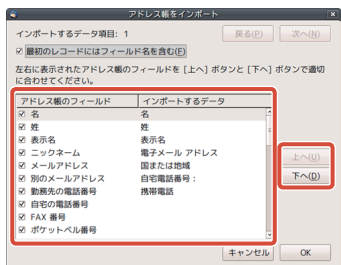 アドレス帳をインポート
インポートするデータ項目: 1
戻る(P)
次へ(N)
最初のレコードにはフィールド名を含む(F)
左右に表示されたアドレス帳のフィールドを [上へ] ボタンと [下へ] ボタンで適切
に合わせてください。
アドレス帳のフィールド インポートするデータ
名 名
姓 姓
表示名 表示名
ニックネーム 電子メール アドレス
メールアドレス 国または地域
別のメールアドレス 自宅電話番号 :
勤務先の電話番号 携帯電話
自宅の電話番号
FAX 番号
ポケットベル番号
上へ(U)
下へ(D)
キャンセル
OK